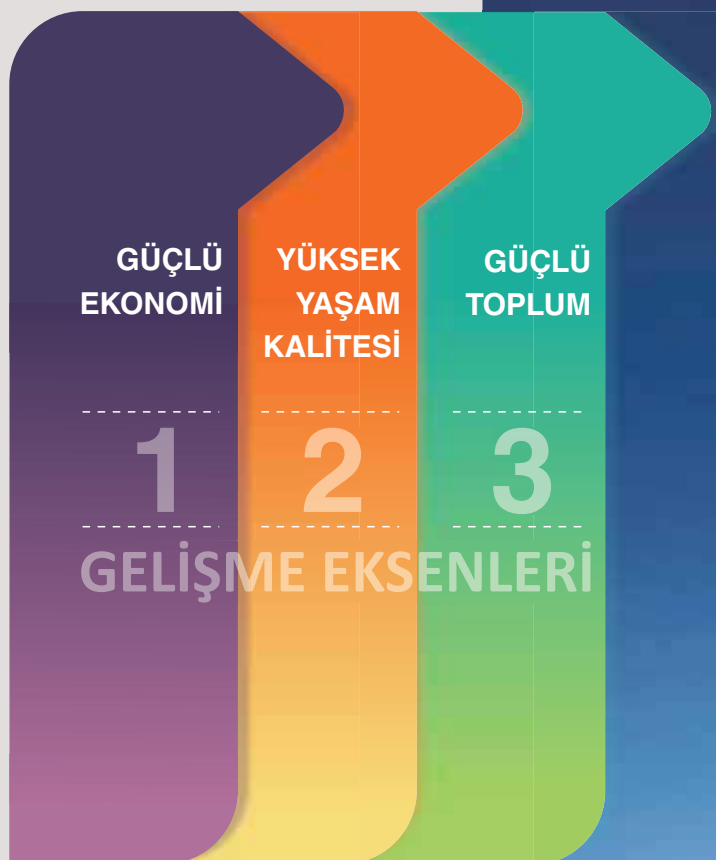 GÜÇLÜ
EKONOMİ
YÜKSEK
YAŞAM
KALİTESİ
GÜÇLÜ
TOPLUM
1
2
3
GELİŞME EKSENLERİ